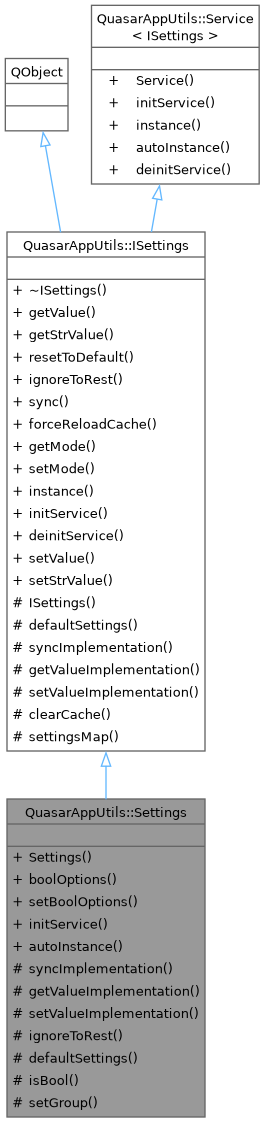 QuasarAppUtils::Service
< ISettings >
+ Service()
+ initService()
+ instance()
+ autoInstance()
+ deinitService()
QObject
QuasarAppUtils::ISettings
+ ~ISettings()
+ getValue()
+ getStrValue()
+ resetToDefault()
+ ignoreToRest()
+ sync()
+ forceReloadCache()
+ getMode()
+ setMode()
+ instance()
+ initService()
+ deinitService()
+ setValue()
+ setStrValue()
# ISettings()
# defaultSettings()
# syncImplementation()
# getValueImplementation()
# setValueImplementation()
# clearCache()
# settingsMap()
QuasarAppUtils::Settings
+ Settings()
+ boolOptions()
+ setBoolOptions()
+ initService()
+ autoInstance()
# syncImplementation()
# getValueImplementation()
# setValueImplementation()
# ignoreToRest()
# defaultSettings()
# isBool()
# setGroup()